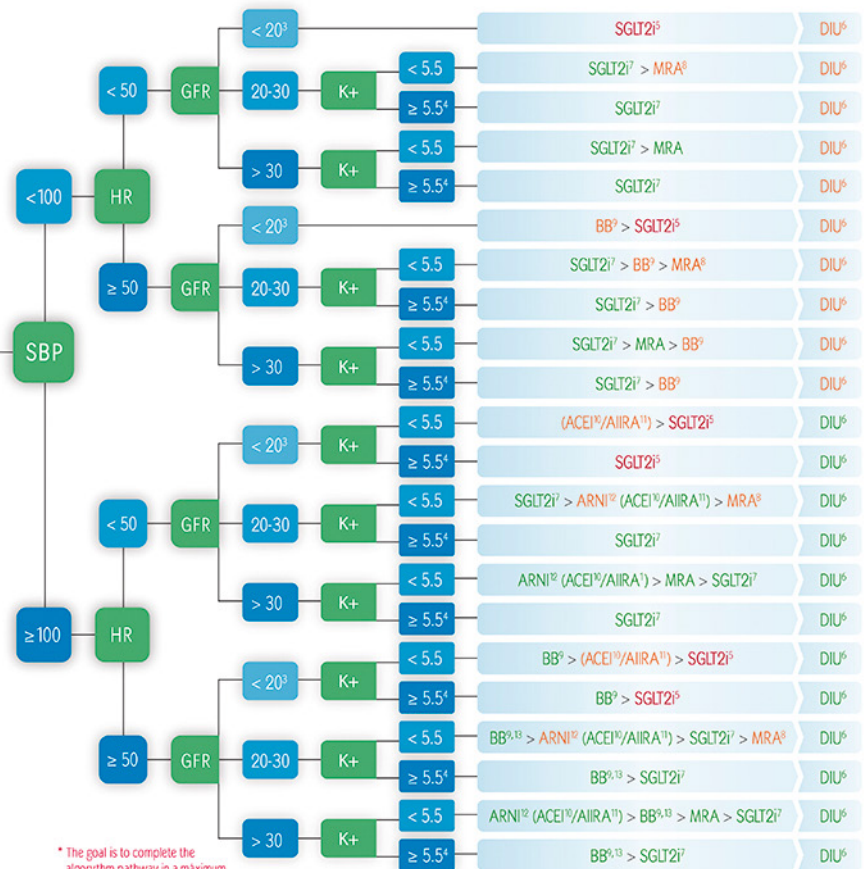 < 20³ SGLT2i⁵ DIU⁶
< 5.5 SGLT2i⁷ > MRA⁸ DIU⁶
< 50 GFR 20-30 K+
≥ 5.5⁴ SGLT2i⁷ DIU⁶
< 5.5 SGLT2i⁷ > MRA DIU⁶
> 30 K+
≥ 5.5⁴ SGLT2i⁷ DIU⁶
<100 HR
< 20³ BB⁹ > SGLT2i⁵ DIU⁶
< 5.5 SGLT2i⁷ > BB⁹ > MRA⁸ DIU⁶
≥ 50 GFR 20-30 K+
≥ 5.5⁴ SGLT2i⁷ > BB⁹ DIU⁶
< 5.5 SGLT2i⁷ > MRA > BB⁹ DIU⁶
SBP
> 30 K+
≥ 5.5⁴ SGLT2i⁷ > BB⁹ DIU⁶
< 5.5 (ACEI¹⁰/AIIRA¹¹) > SGLT2i⁵ DIU⁶
< 20³ K+
≥ 5.5⁴ SGLT2i⁵ DIU⁶
< 5.5 SGLT2i⁷ > ARNI¹² (ACEI¹⁰/AIIRA¹¹) > MRA⁸ DIU⁶
< 50 GFR 20-30 K+
≥ 5.5⁴ SGLT2i⁷ DIU⁶
< 5.5 ARNI¹² (ACEI¹⁰/AIIRA¹) > MRA > SGLT2i⁷ DIU⁶
> 30 K+
≥ 5.5⁴ SGLT2i⁷ DIU⁶
≥100 HR
< 5.5 BB⁹ > (ACEI¹⁰/AIIRA¹¹) > SGLT2i⁵ DIU⁶
< 20³ K+
≥ 5.5⁴ BB⁹ > SGLT2i⁵ DIU⁶
< 5.5 BB⁹,¹³ > ARNI¹² (ACEI¹⁰/AIIRA¹¹) > SGLT2i⁷ > MRA⁸ DIU⁶
≥ 50 GFR 20-30 K+
≥ 5.5⁴ BB⁹,¹³ > SGLT2i⁷ DIU⁶
< 5.5 ARNI¹² (ACEI¹⁰/AIIRA¹¹) > BB⁹,¹³ > MRA > SGLT2i⁷ DIU⁶
> 30 K+
≥ 5.5⁴ BB⁹,¹³ > SGLT2i⁷ DIU⁶
* The goal is to complete the
algorithm pathway in a maximum